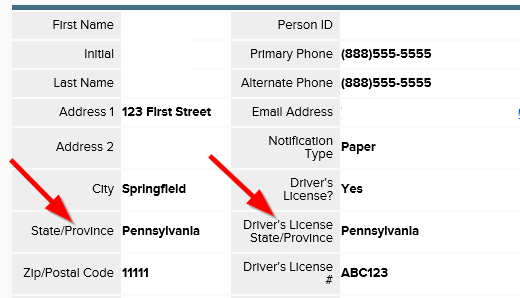 First Name Person ID
Initial Primary Phone (888)555-5555
Last Name Alternate Phone (888)555-5555
Address 1 123 First Street Email Address
Address 2 Notification
Type Paper
City Springfield Driver's
License? Yes
State/Province Pennsylvania Driver's License
State/Province Pennsylvania
Zip/Postal Code 11111 Driver's License
# ABC123